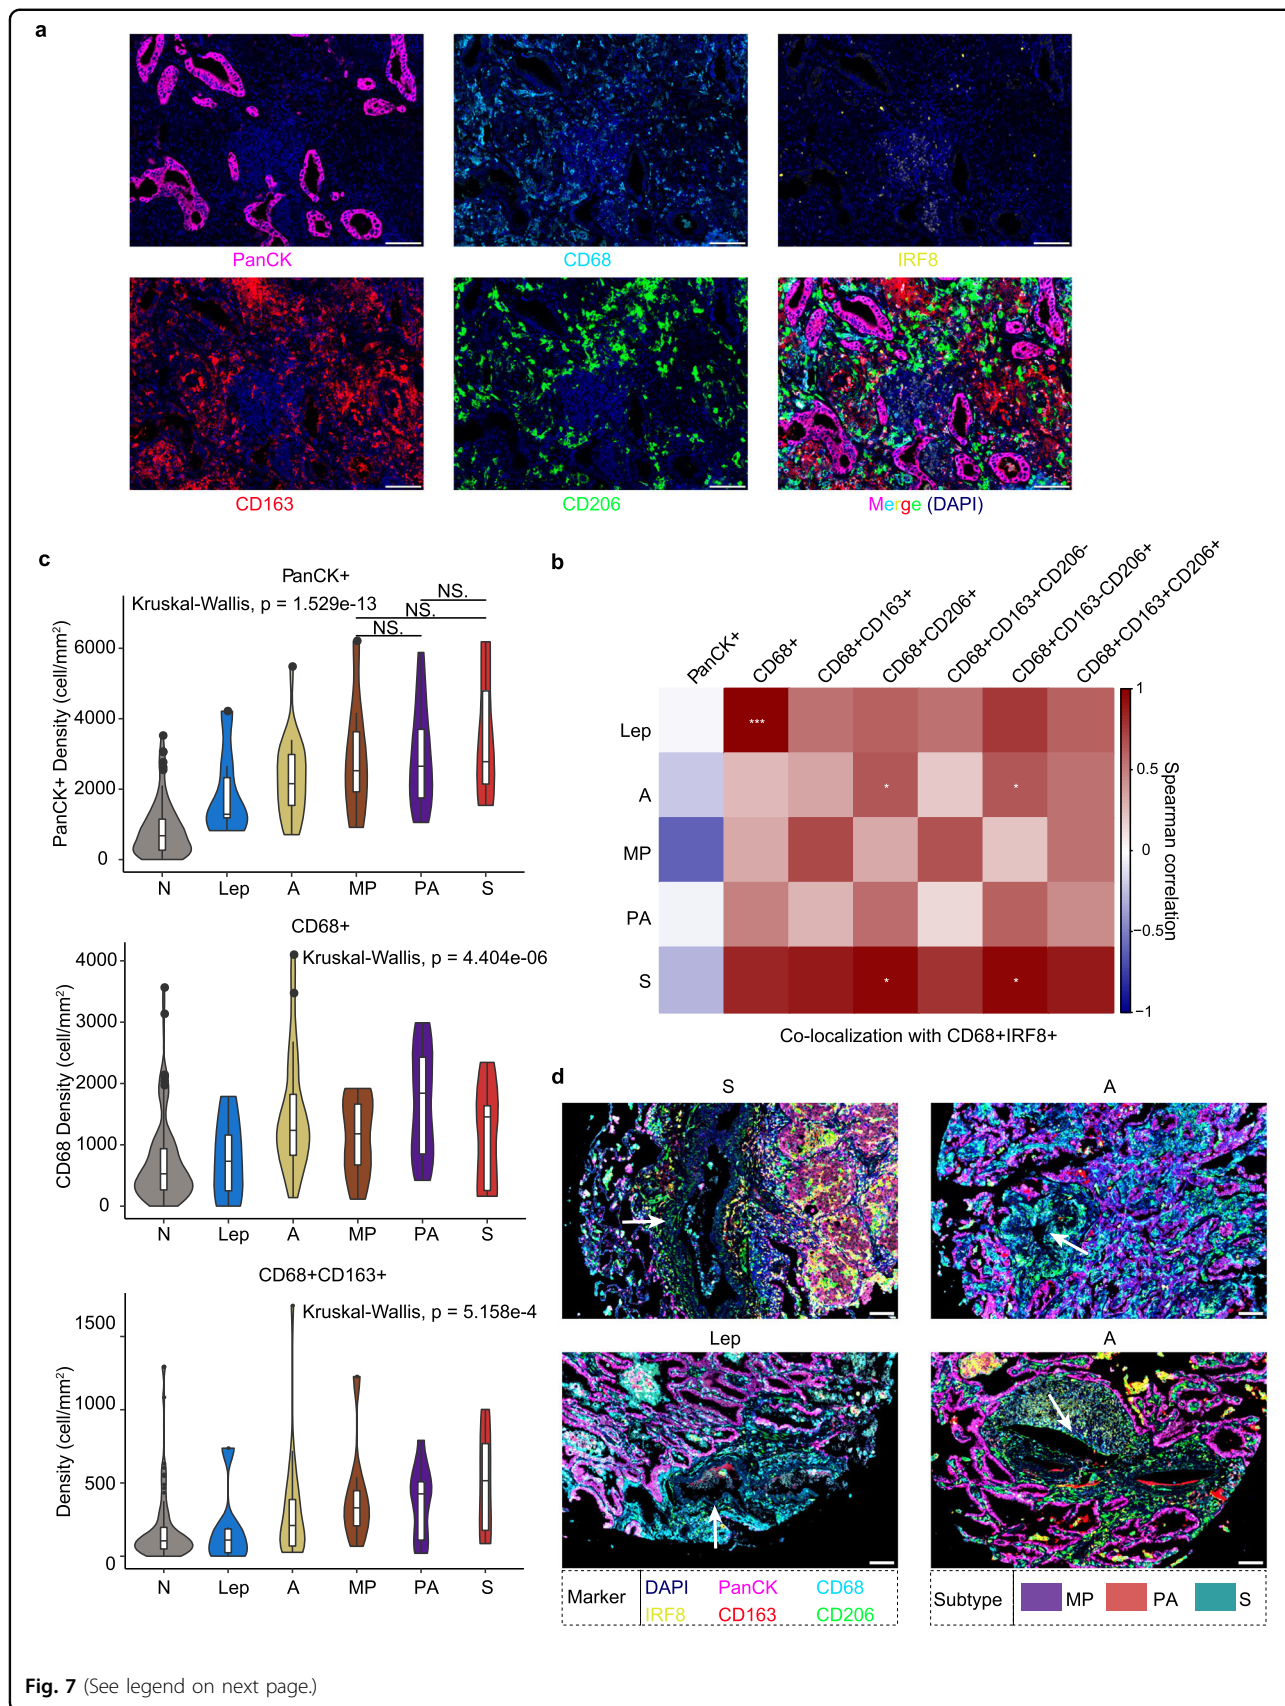 a
PanCK
CD68
IRF8
CD163
CD206
Merge (DAPI)
c
PanCK+
Kruskal-Wallis, p = 1.529e-13
NS.
NS.
NS.
PanCK+ Density (cell/mm²)
6000
4000
2000
0
N Lep A MP PA S
CD68+
Kruskal-Wallis, p = 4.404e-06
CD68 Density (cell/mm²)
4000
3000
2000
1000
0
N Lep A MP PA S
CD68+CD163+
Kruskal-Wallis, p = 5.158e-4
Density (cell/mm²)
1500
1000
500
0
N Lep A MP PA S
b
PanCK+
CD68+
CD68+CD163+
CD68+CD206+
CD68+CD163+CD206-
CD68+CD163-CD206+
CD68+CD163+CD206+
Lep
***
A
*
*
MP
PA
S
*
*
1
0.5
0
−0.5
−1
Spearman correlation
Co-localization with CD68+IRF8+
d
S
A
Lep
A
Marker
DAPI PanCK CD68
IRF8 CD163 CD206
Subtype MP PA S
Fig. 7 (See legend on next page.)